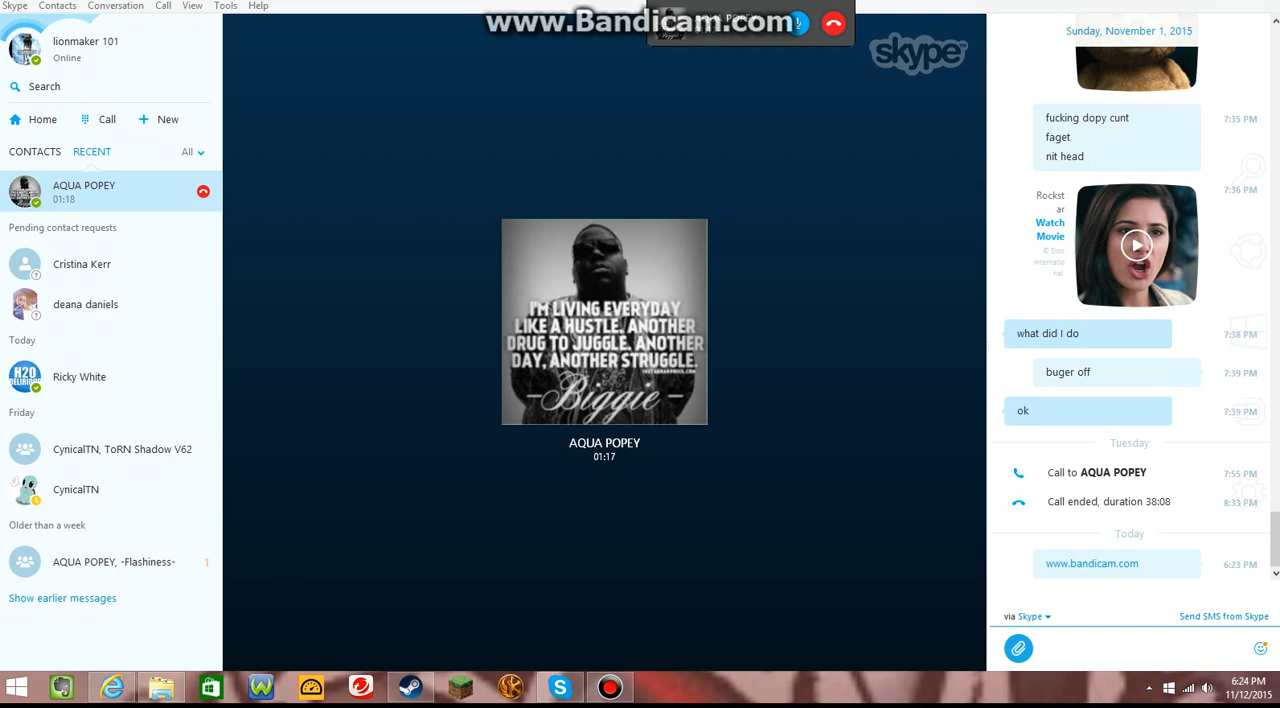 Skype Contacts Conversation Call View Tools Help
www.Bandicam.com
lionmaker 101
Online
Search
Home Call New
CONTACTS RECENT All
AQUA POPEY
01:18
Pending contact requests
Cristina Kerr
deana daniels
Today
Ricky White
H2O
DELIRIOUS
Friday
CynicalTN, ToRN Shadow V62
CynicalTN
Older than a week
AQUA POPEY, -Flashiness- 1
Show earlier messages
skype
I'M LIVING EVERYDAY
LIKE A HUSTLE. ANOTHER
DRUG TO JUGGLE. ANOTHER
DAY, ANOTHER STRUGGLE.
-Biggie-
AQUA POPEY
01:17
Sunday, November 1, 2015
fucking dopy cunt 7:35 PM
faget
nit head
Rockst
ar
Watch
Movie
© Eros
Internatio
nal
7:36 PM
what did I do 7:38 PM
buger off 7:39 PM
ok 7:39 PM
Tuesday
Call to AQUA POPEY 7:55 PM
Call ended, duration 38:08 8:33 PM
Today
www.bandicam.com 6:23 PM
via Skype Send SMS from Skype
6:24 PM
11/12/2015